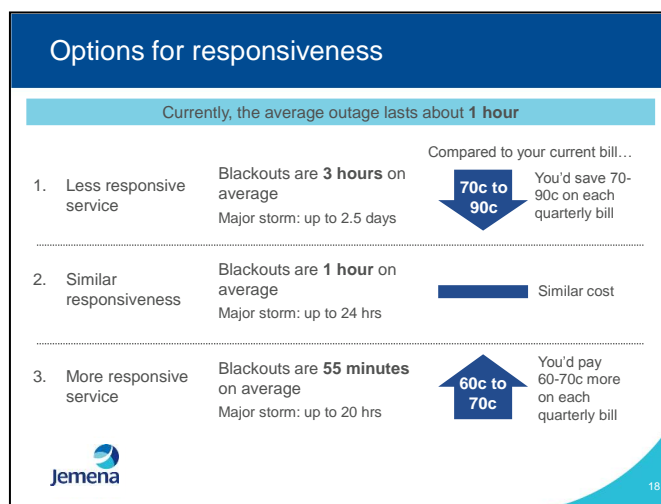 Options for responsiveness
Currently, the average outage lasts about 1 hour
Compared to your current bill…
1. Less responsive
service
Blackouts are 3 hours on
average
Major storm: up to 2.5 days
70c to
90c
You'd save 70-
90c on each
quarterly bill
2. Similar
responsiveness
Blackouts are 1 hour on
average
Major storm: up to 24 hrs
Similar cost
3. More responsive
service
Blackouts are 55 minutes
on average
Major storm: up to 20 hrs
60c to
70c
You'd pay
60-70c more
on each
quarterly bill
Jemena
18